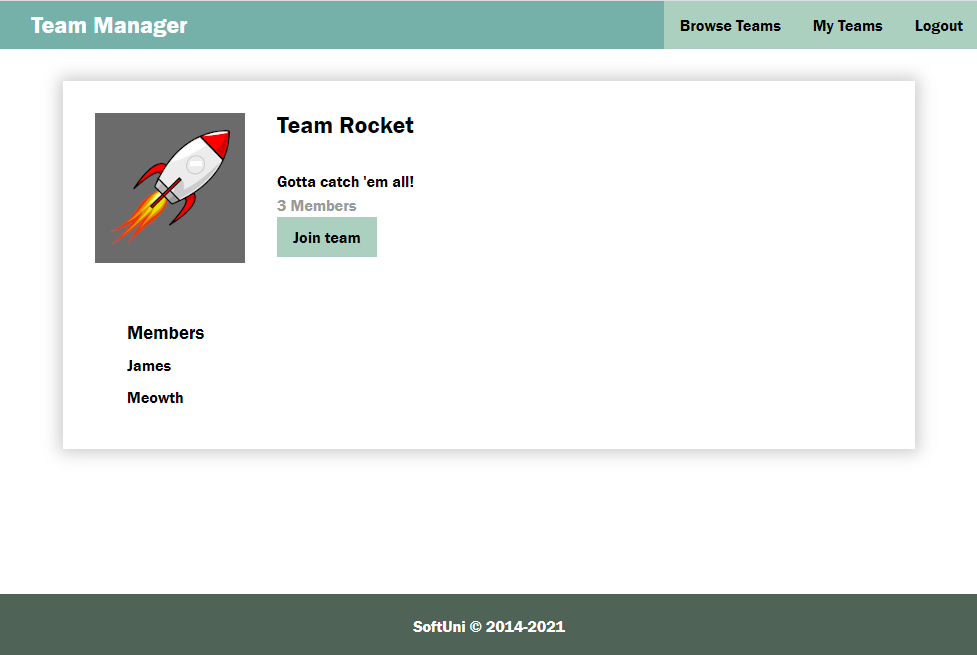 Team Manager
Browse Teams
My Teams
Logout
Team Rocket
Gotta catch 'em all!
3 Members
Join team
Members
James
Meowth
SoftUni © 2014-2021